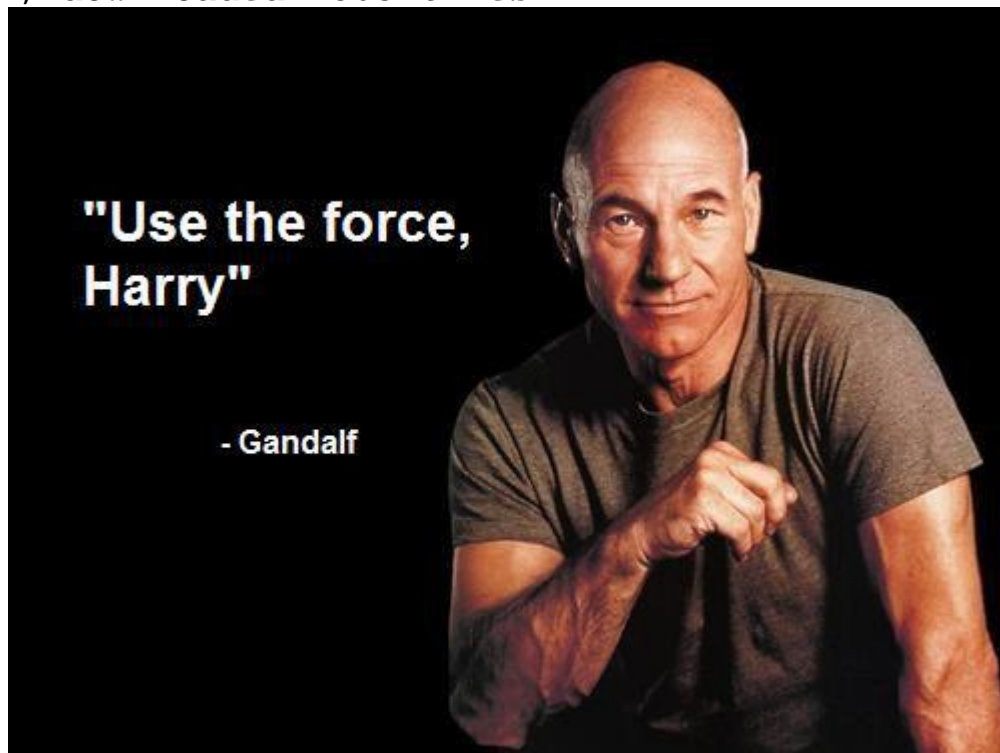 "Use the force,
Harry"
- Gandalf